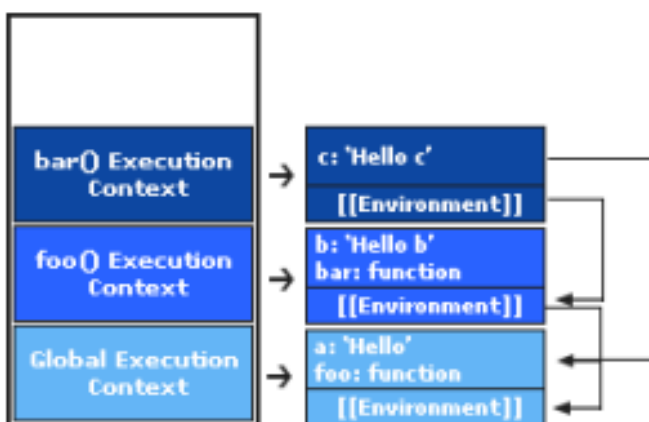 bar() Execution
Context
c: 'Hello c'
[[Environment]]
foo() Execution
Context
b: 'Hello b'
bar: function
[[Environment]]
Global Execution
Context
a: 'Hello'
foo: function
[[Environment]]